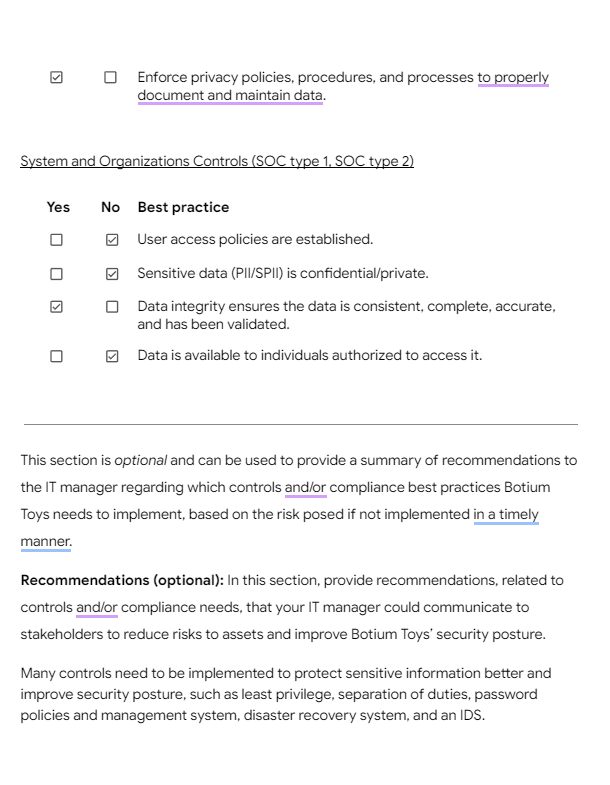 ☑ ☐ Enforce privacy policies, procedures, and processes to properly
document and maintain data.
System and Organizations Controls (SOC type 1, SOC type 2)
Yes No Best practice
☐ ☑ User access policies are established.
☐ ☑ Sensitive data (PII/SPII) is confidential/private.
☑ ☐ Data integrity ensures the data is consistent, complete, accurate,
and has been validated.
☐ ☑ Data is available to individuals authorized to access it.
This section is optional and can be used to provide a summary of recommendations to
the IT manager regarding which controls and/or compliance best practices Botium
Toys needs to implement, based on the risk posed if not implemented in a timely
manner.
Recommendations (optional): In this section, provide recommendations, related to
controls and/or compliance needs, that your IT manager could communicate to
stakeholders to reduce risks to assets and improve Botium Toys’ security posture.
Many controls need to be implemented to protect sensitive information better and
improve security posture, such as least privilege, separation of duties, password
policies and management system, disaster recovery system, and an IDS.